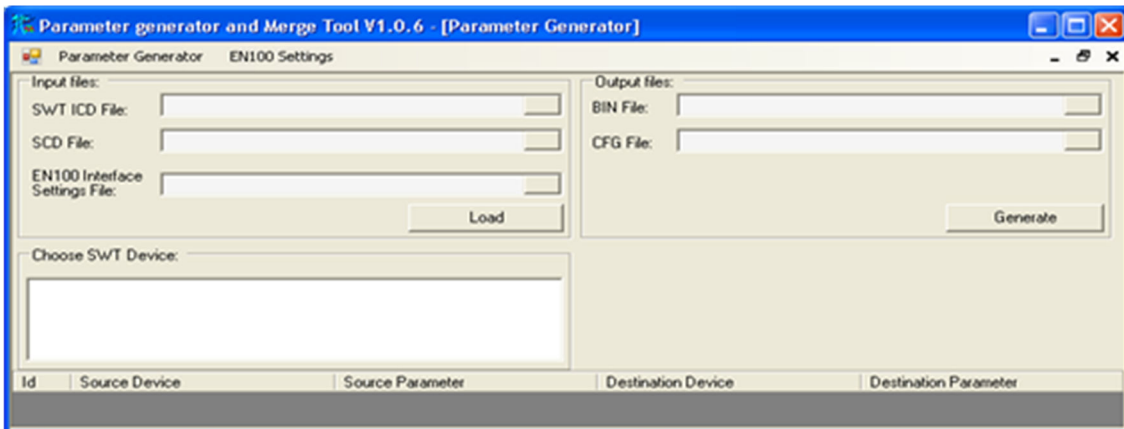 Parameter generator and Merge Tool V1.0.6 - [Parameter Generator]
Parameter Generator EN100 Settings
Input files:
SWT ICD File:
SCD File:
EN100 Interface
Settings File:
Load
Output files:
BIN File:
CFG File:
Generate
Choose SWT Device:
Id Source Device Source Parameter Destination Device Destination Parameter